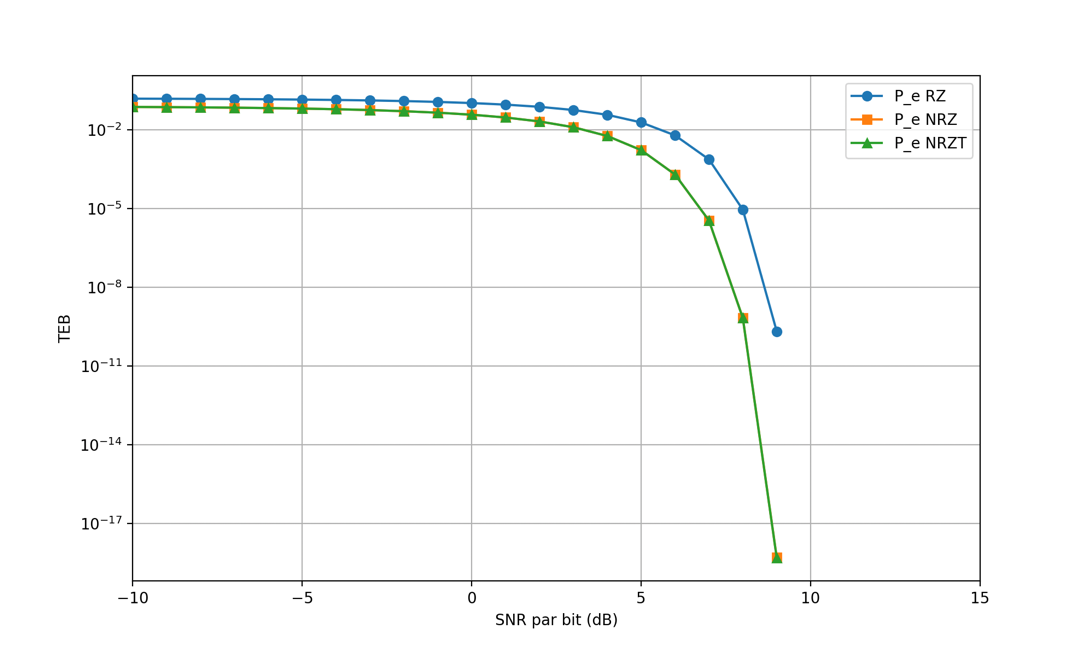 P_e RZ
P_e NRZ
P_e NRZT
10⁻²
10⁻⁵
10⁻⁸
10⁻¹¹
10⁻¹⁴
10⁻¹⁷
TEB
−10 −5 0 5 10 15
SNR par bit (dB)